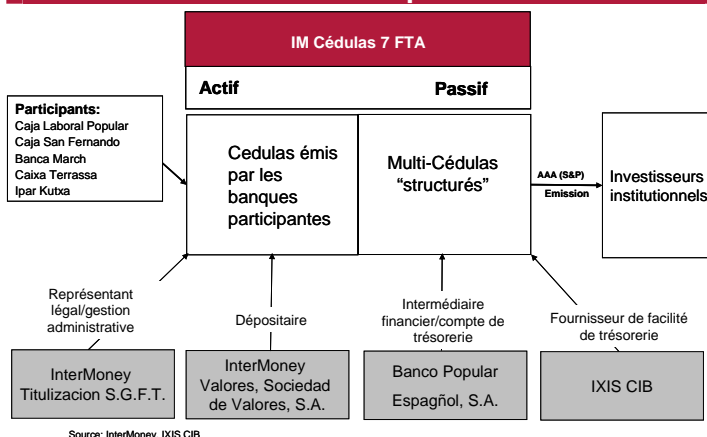 IM Cédulas 7 FTA
Actif
Passif
Participants:
Caja Laboral Popular
Caja San Fernando
Banca March
Caixa Terrassa
Ipar Kutxa
Cedulas émis
par les
banques
participantes
Multi-Cédulas
“structurés”
AAA (S&P)
Emission
Investisseurs
institutionnels
Représentant
légal/gestion
administrative
Dépositaire
Intermédiaire
financier/compte de
trésorerie
Fournisseur de facilité
de trésorerie
InterMoney
Titulizacion S.G.F.T.
InterMoney
Valores, Sociedad
de Valores, S.A.
Banco Popular
Espagñol, S.A.
IXIS CIB
Source: InterMoney, IXIS CIB